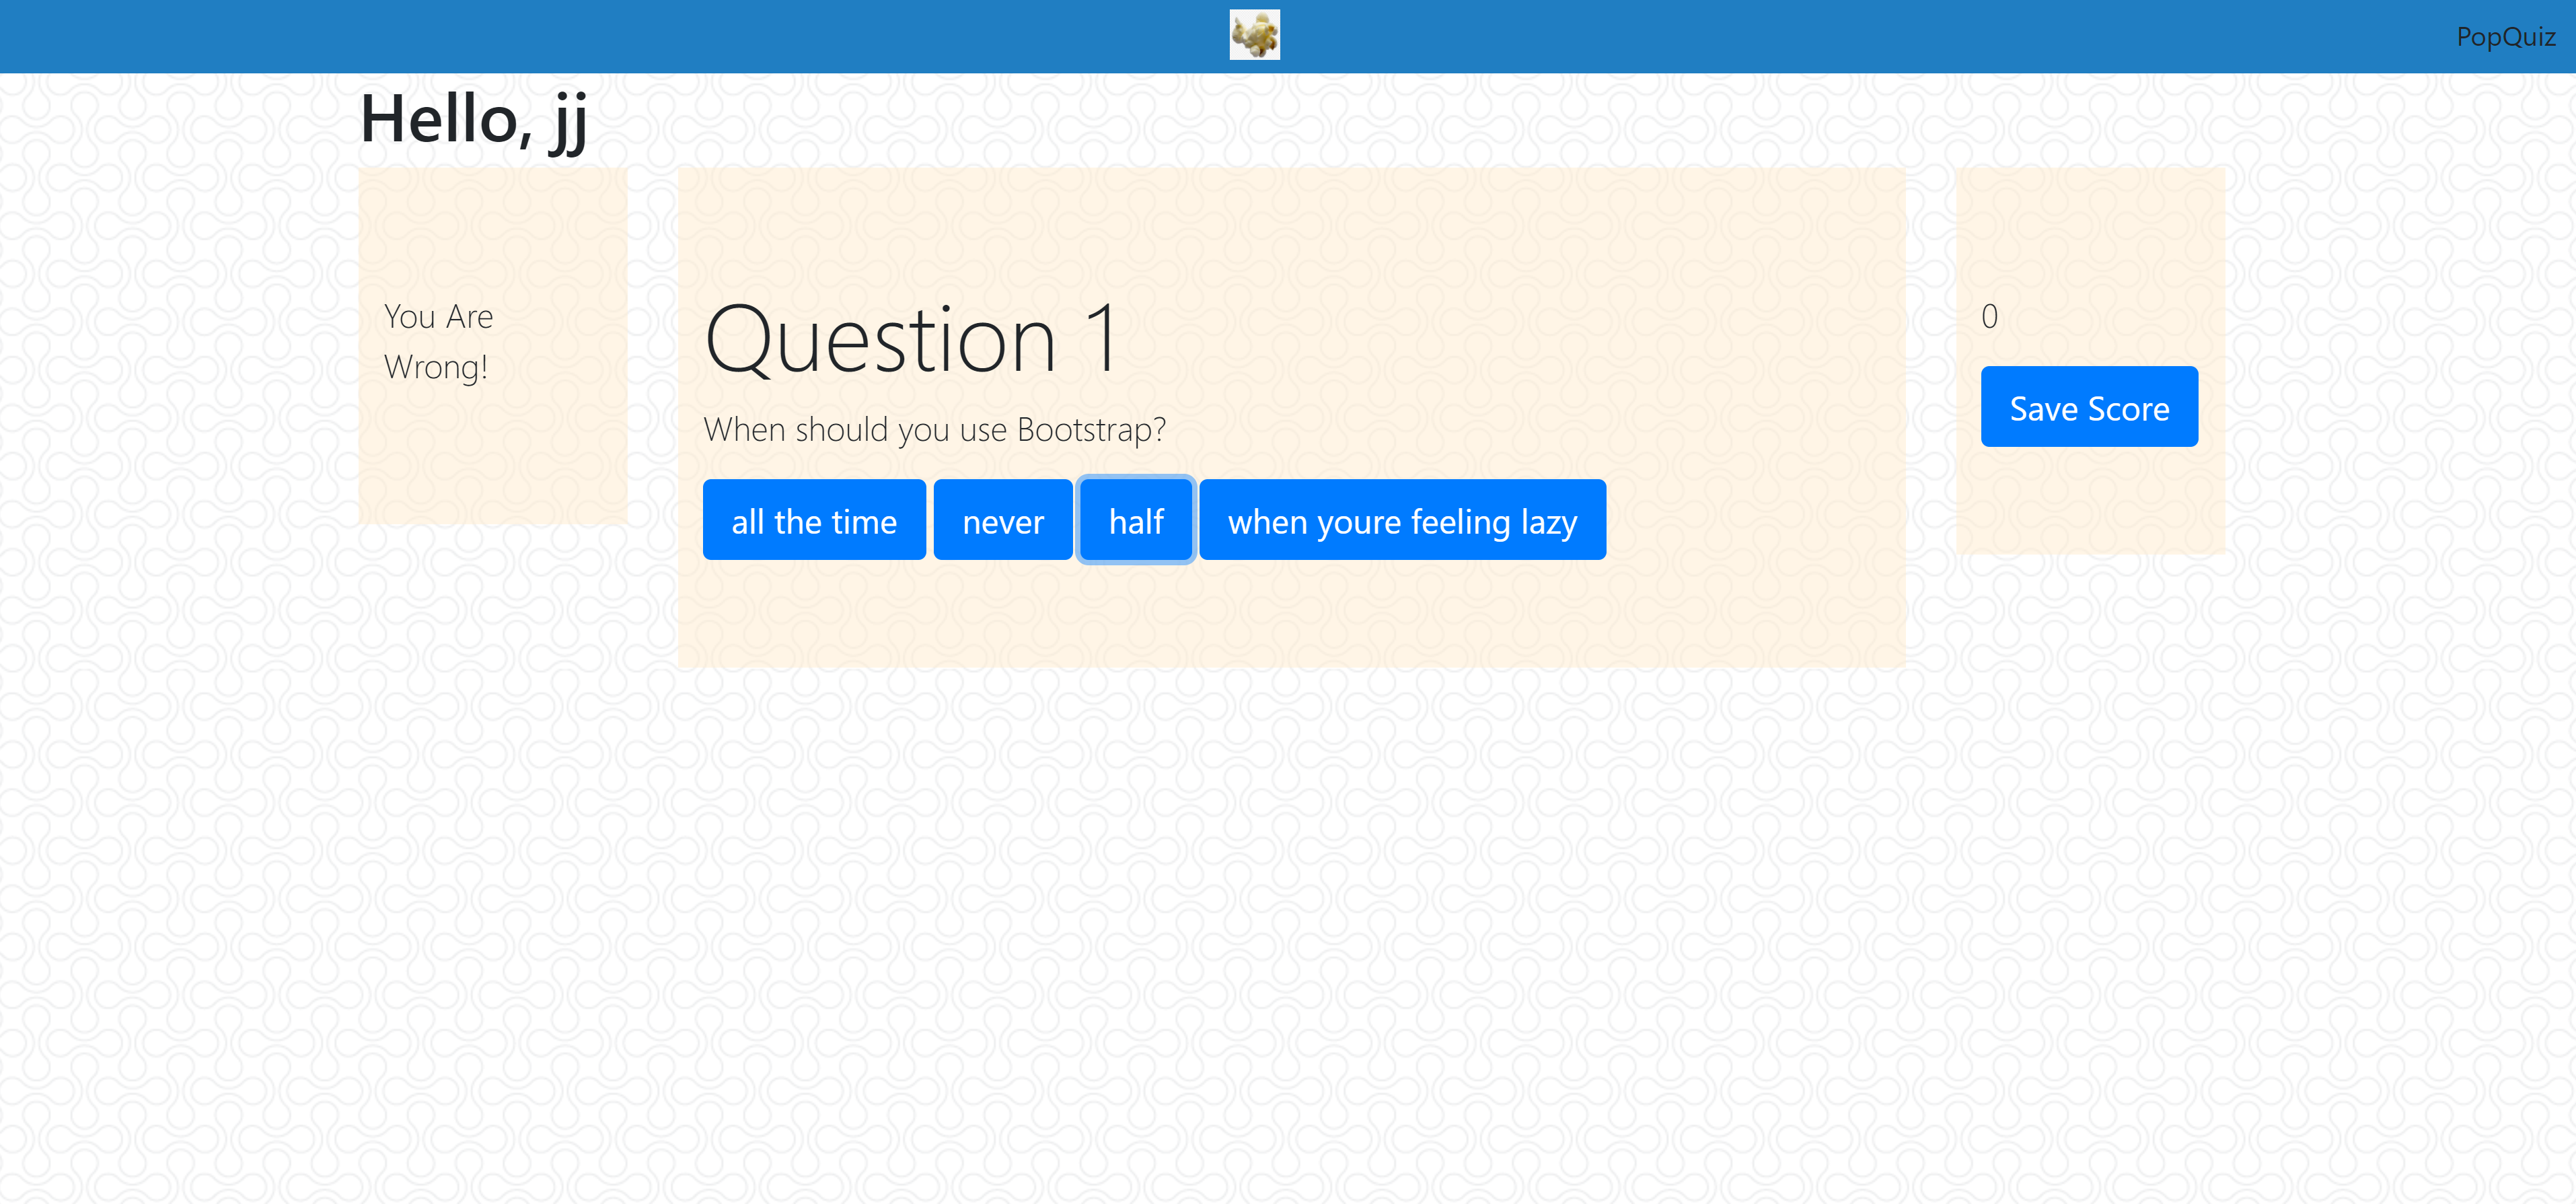 PopQuiz
Hello, jj
You Are
Wrong!
Question 1
When should you use Bootstrap?
all the time
never
half
when youre feeling lazy
0
Save Score